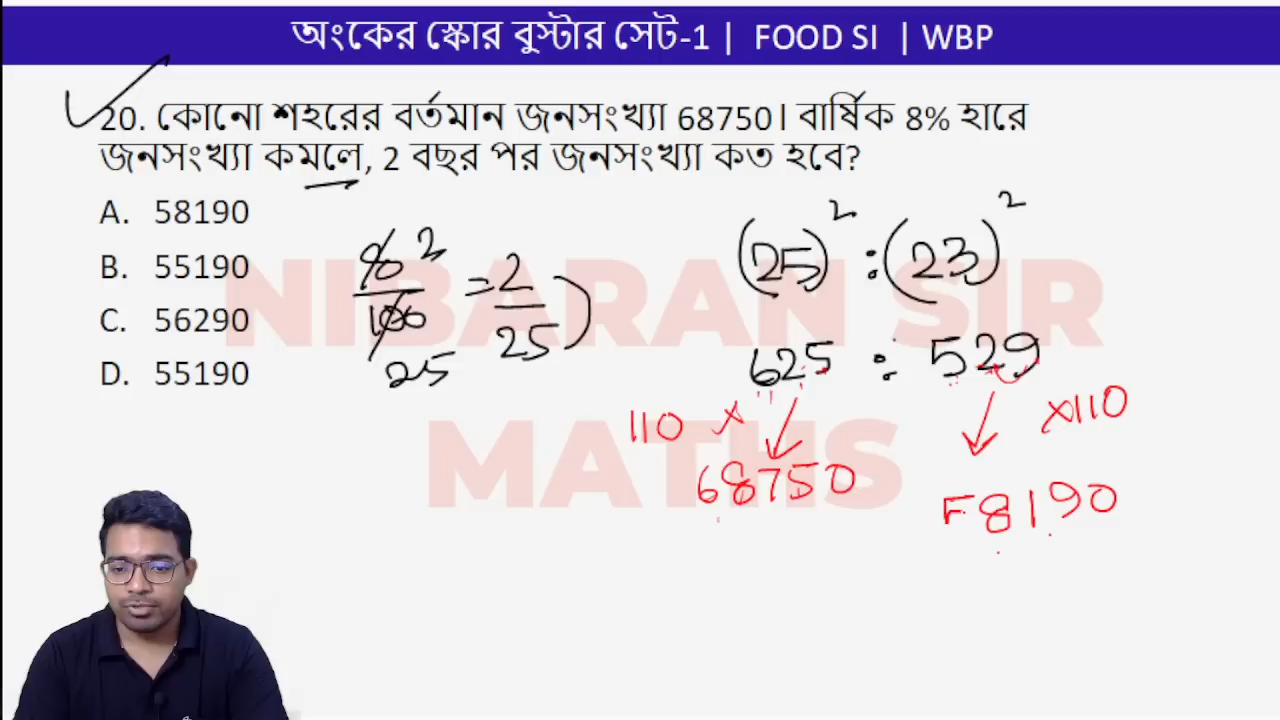 অংকের স্কোর বুস্টার সেট-1 | FOOD SI | WBP
20. কোনো শহরের বর্তমান জনসংখ্যা 68750। বার্ষিক 8% হারে
জনসংখ্যা কমলে, 2 বছর পর জনসংখ্যা কত হবে?
A. 58190
B. 55190
C. 56290
D. 55190
NIBARAN SIR
MATHS
8% 2
100
25
= 2
25 )
(25)² : (23)²
625 : 529
110 × ×110
68750 58190